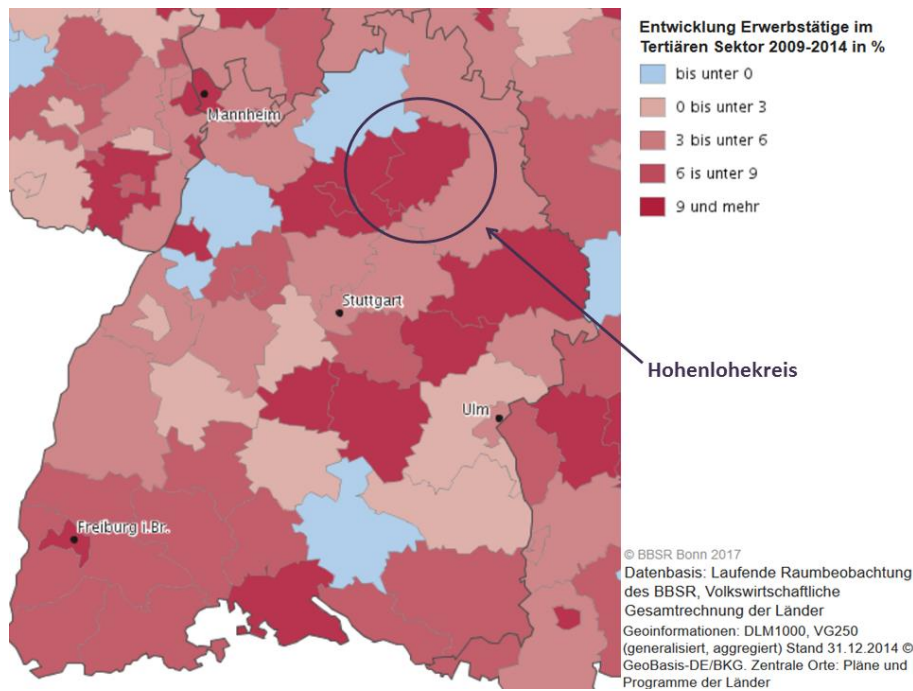 Entwicklung Erwerbstätige im
Tertiären Sektor 2009-2014 in %
bis unter 0
0 bis unter 3
3 bis unter 6
6 is unter 9
9 und mehr
Mannheim
Stuttgart
Hohenlohekreis
Ulm
Freiburg i.Br.
© BBSR Bonn 2017
Datenbasis: Laufende Raumbeobachtung
des BBSR, Volkswirtschaftliche
Gesamtrechnung der Länder
Geoinformationen: DLM1000, VG250
(generalisiert, aggregiert) Stand 31.12.2014 ©
GeoBasis-DE/BKG. Zentrale Orte: Pläne und
Programme der Länder